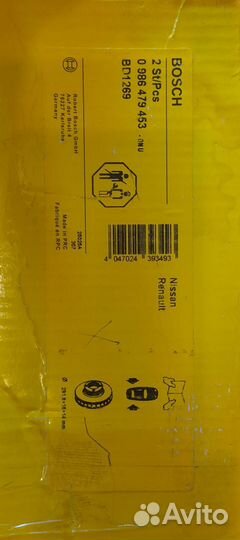 BOSCH
2 St/Pcs
0 986 479 453
BD1269
Robert Bosch GmbH
Auf der Breit 4
76227 Karlsruhe
Made in PRC
Fabriqué en RPC
4 047024 393493
Nissan
Renault
Avito